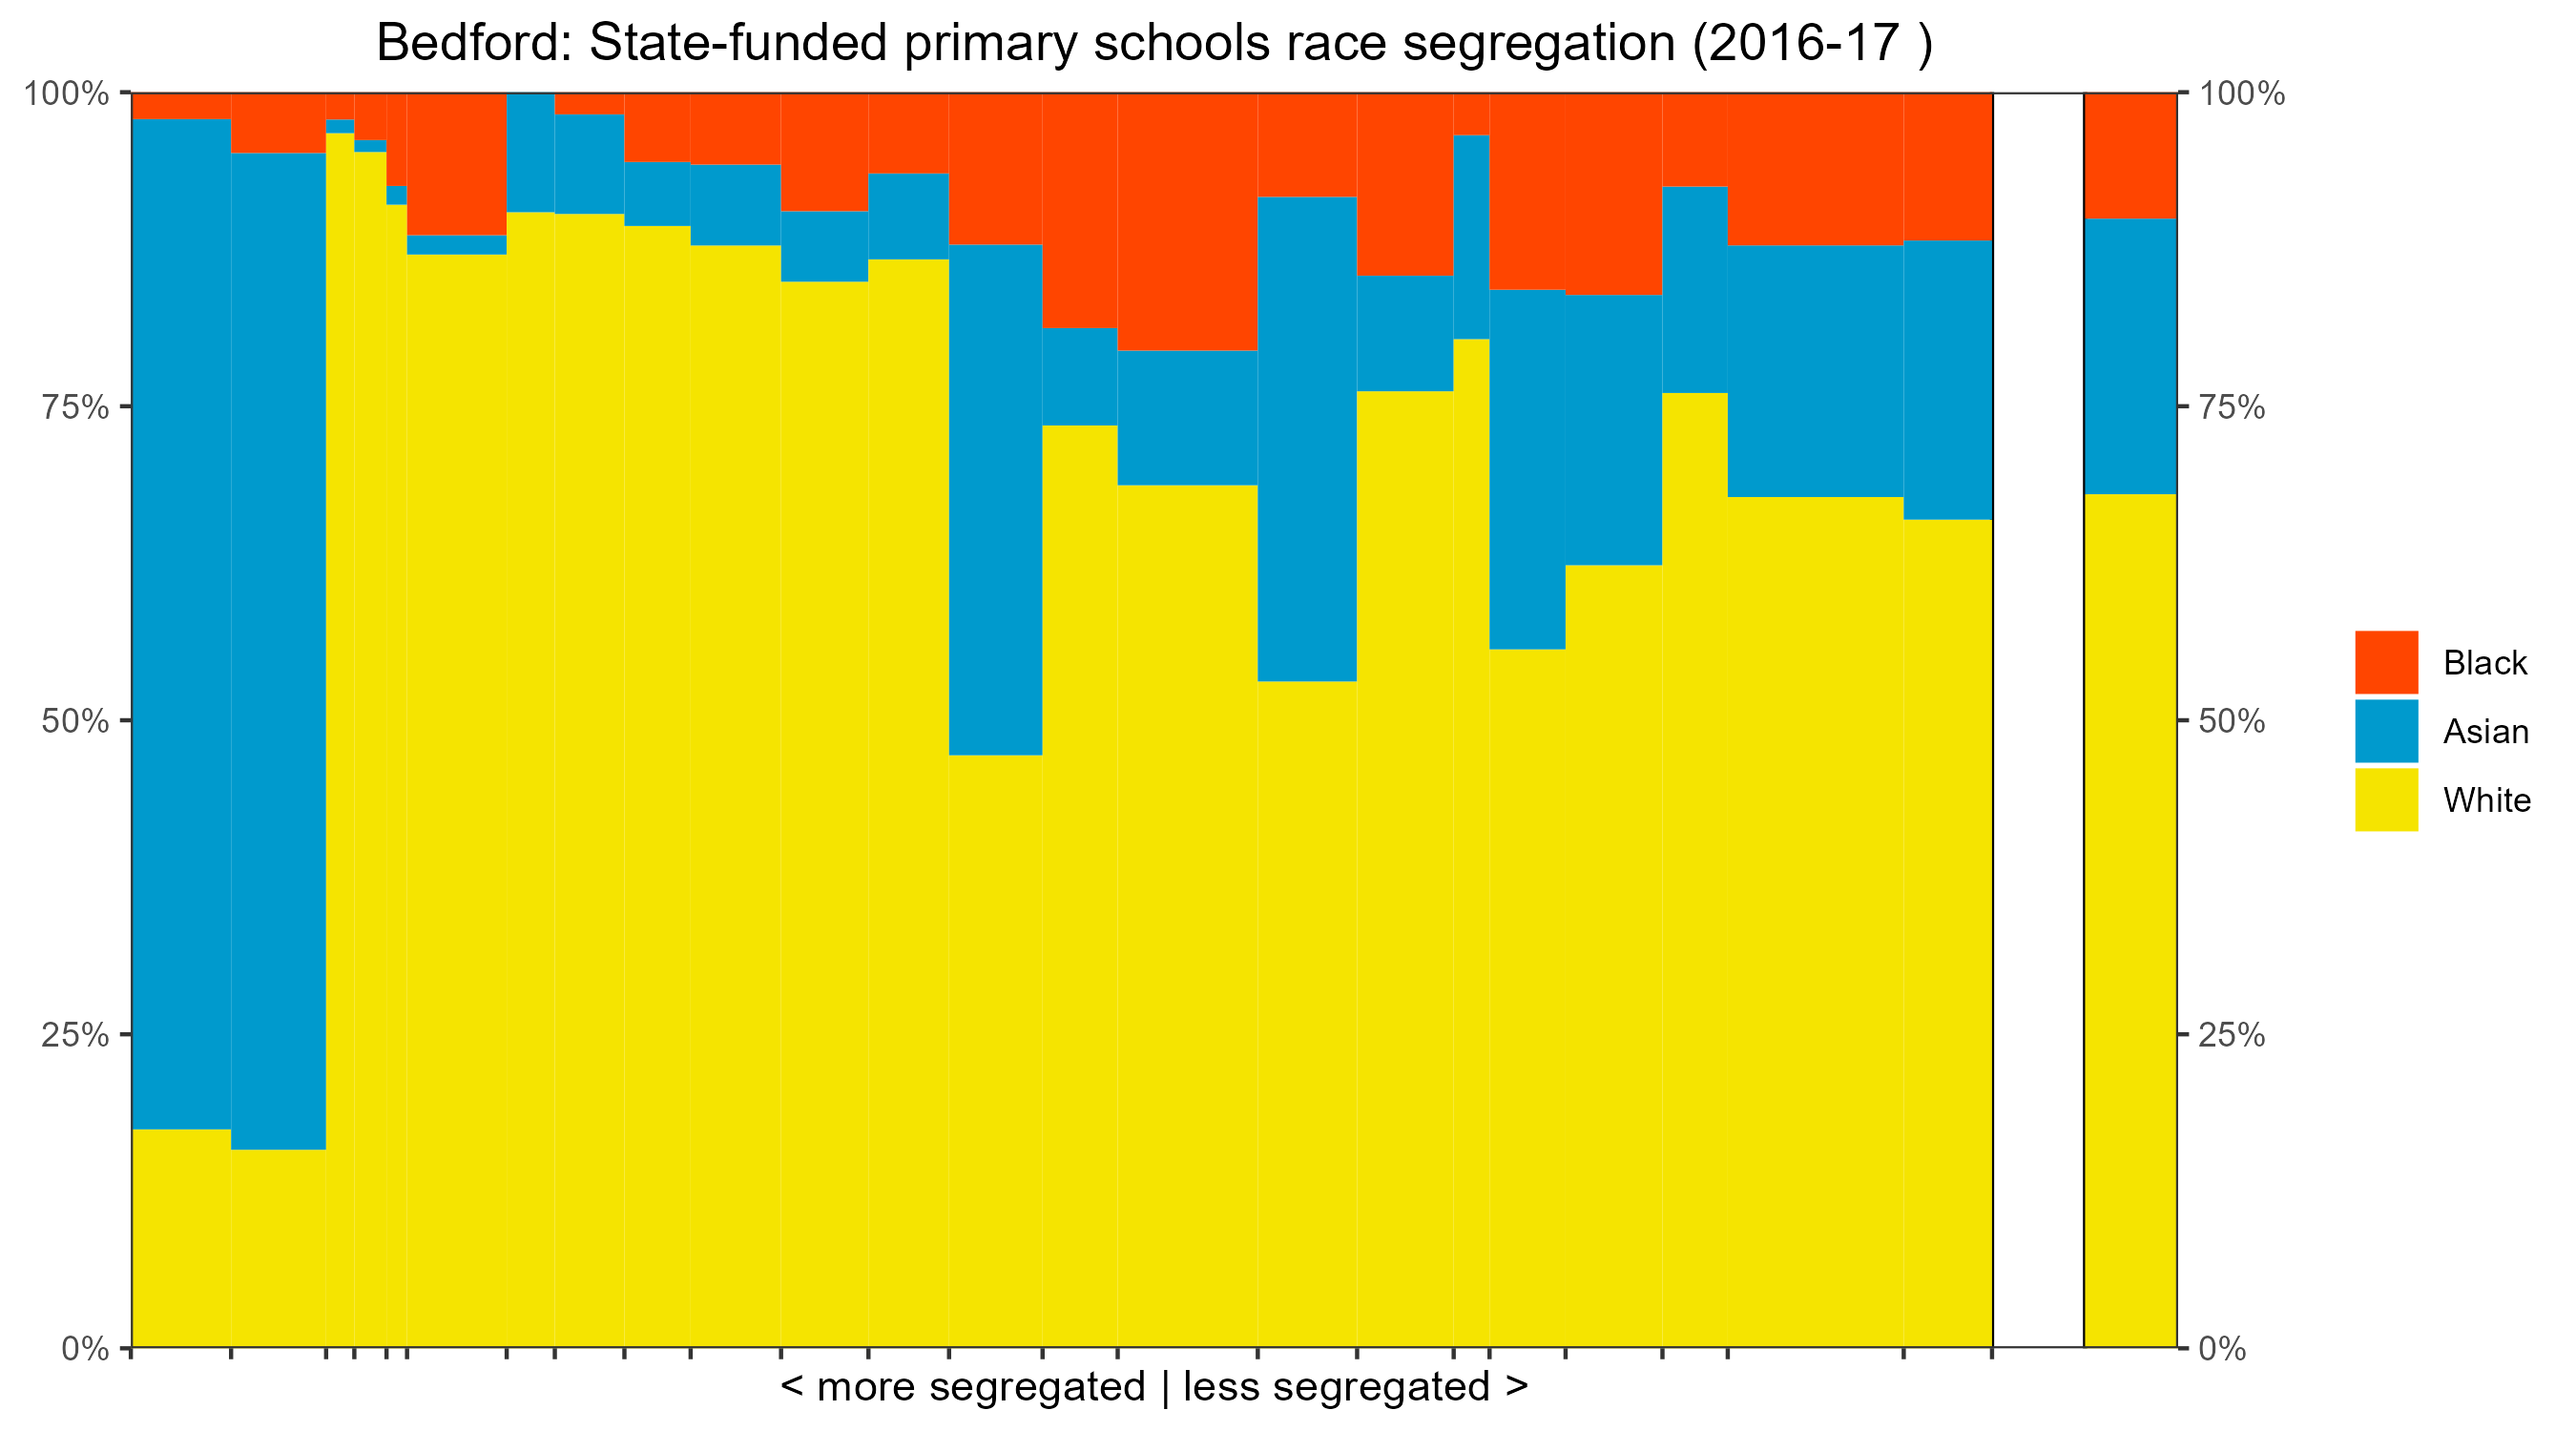 Bedford: State-funded primary schools race segregation (2016-17 )
100%
75%
50%
25%
0%
100%
75%
50%
25%
0%
Black
Asian
White
< more segregated | less segregated >